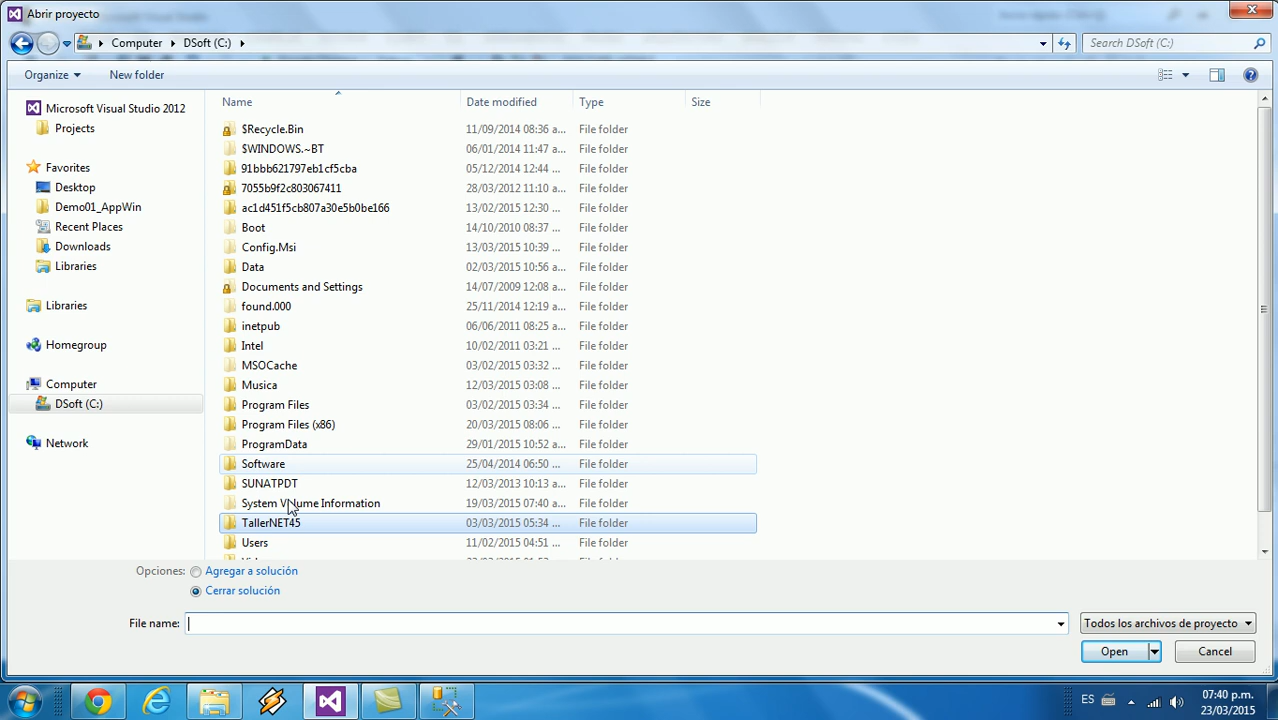 Abrir proyecto
Computer DSoft (C:)
Search DSoft (C:)
Organize New folder
Name Date modified Type Size
Microsoft Visual Studio 2012
Projects
Favorites
Desktop
Demo01_AppWin
Recent Places
Downloads
Libraries
Libraries
Homegroup
Computer
DSoft (C:)
Network
$Recycle.Bin 11/09/2014 08:36 a... File folder
$WINDOWS.~BT 06/01/2014 11:47 a... File folder
91bbb621797eb1cf5cba 05/12/2014 12:44 ... File folder
7055b9f2c803067411 28/03/2012 11:10 a... File folder
ac1d451f5cb807a30e5b0be166 13/02/2015 12:30 ... File folder
Boot 14/10/2010 08:37 ... File folder
Config.Msi 13/03/2015 10:39 ... File folder
Data 02/03/2015 10:56 a... File folder
Documents and Settings 14/07/2009 12:08 a... File folder
found.000 25/11/2014 12:19 a... File folder
inetpub 06/06/2011 08:25 a... File folder
Intel 10/02/2011 03:21 ... File folder
MSOCache 03/02/2015 03:32 ... File folder
Musica 12/03/2015 03:08 ... File folder
Program Files 03/02/2015 03:34 ... File folder
Program Files (x86) 20/03/2015 08:06 ... File folder
ProgramData 29/01/2015 10:52 a... File folder
Software 25/04/2014 06:50 ... File folder
SUNATPDT 12/03/2013 10:13 a... File folder
System Volume Information 19/03/2015 07:40 a... File folder
TallerNET45 03/03/2015 05:34 ... File folder
Users 11/02/2015 04:51 ... File folder
Opciones: Agregar a solución
Cerrar solución
File name: Todos los archivos de proyecto
Open Cancel
ES 07:40 p.m.
23/03/2015